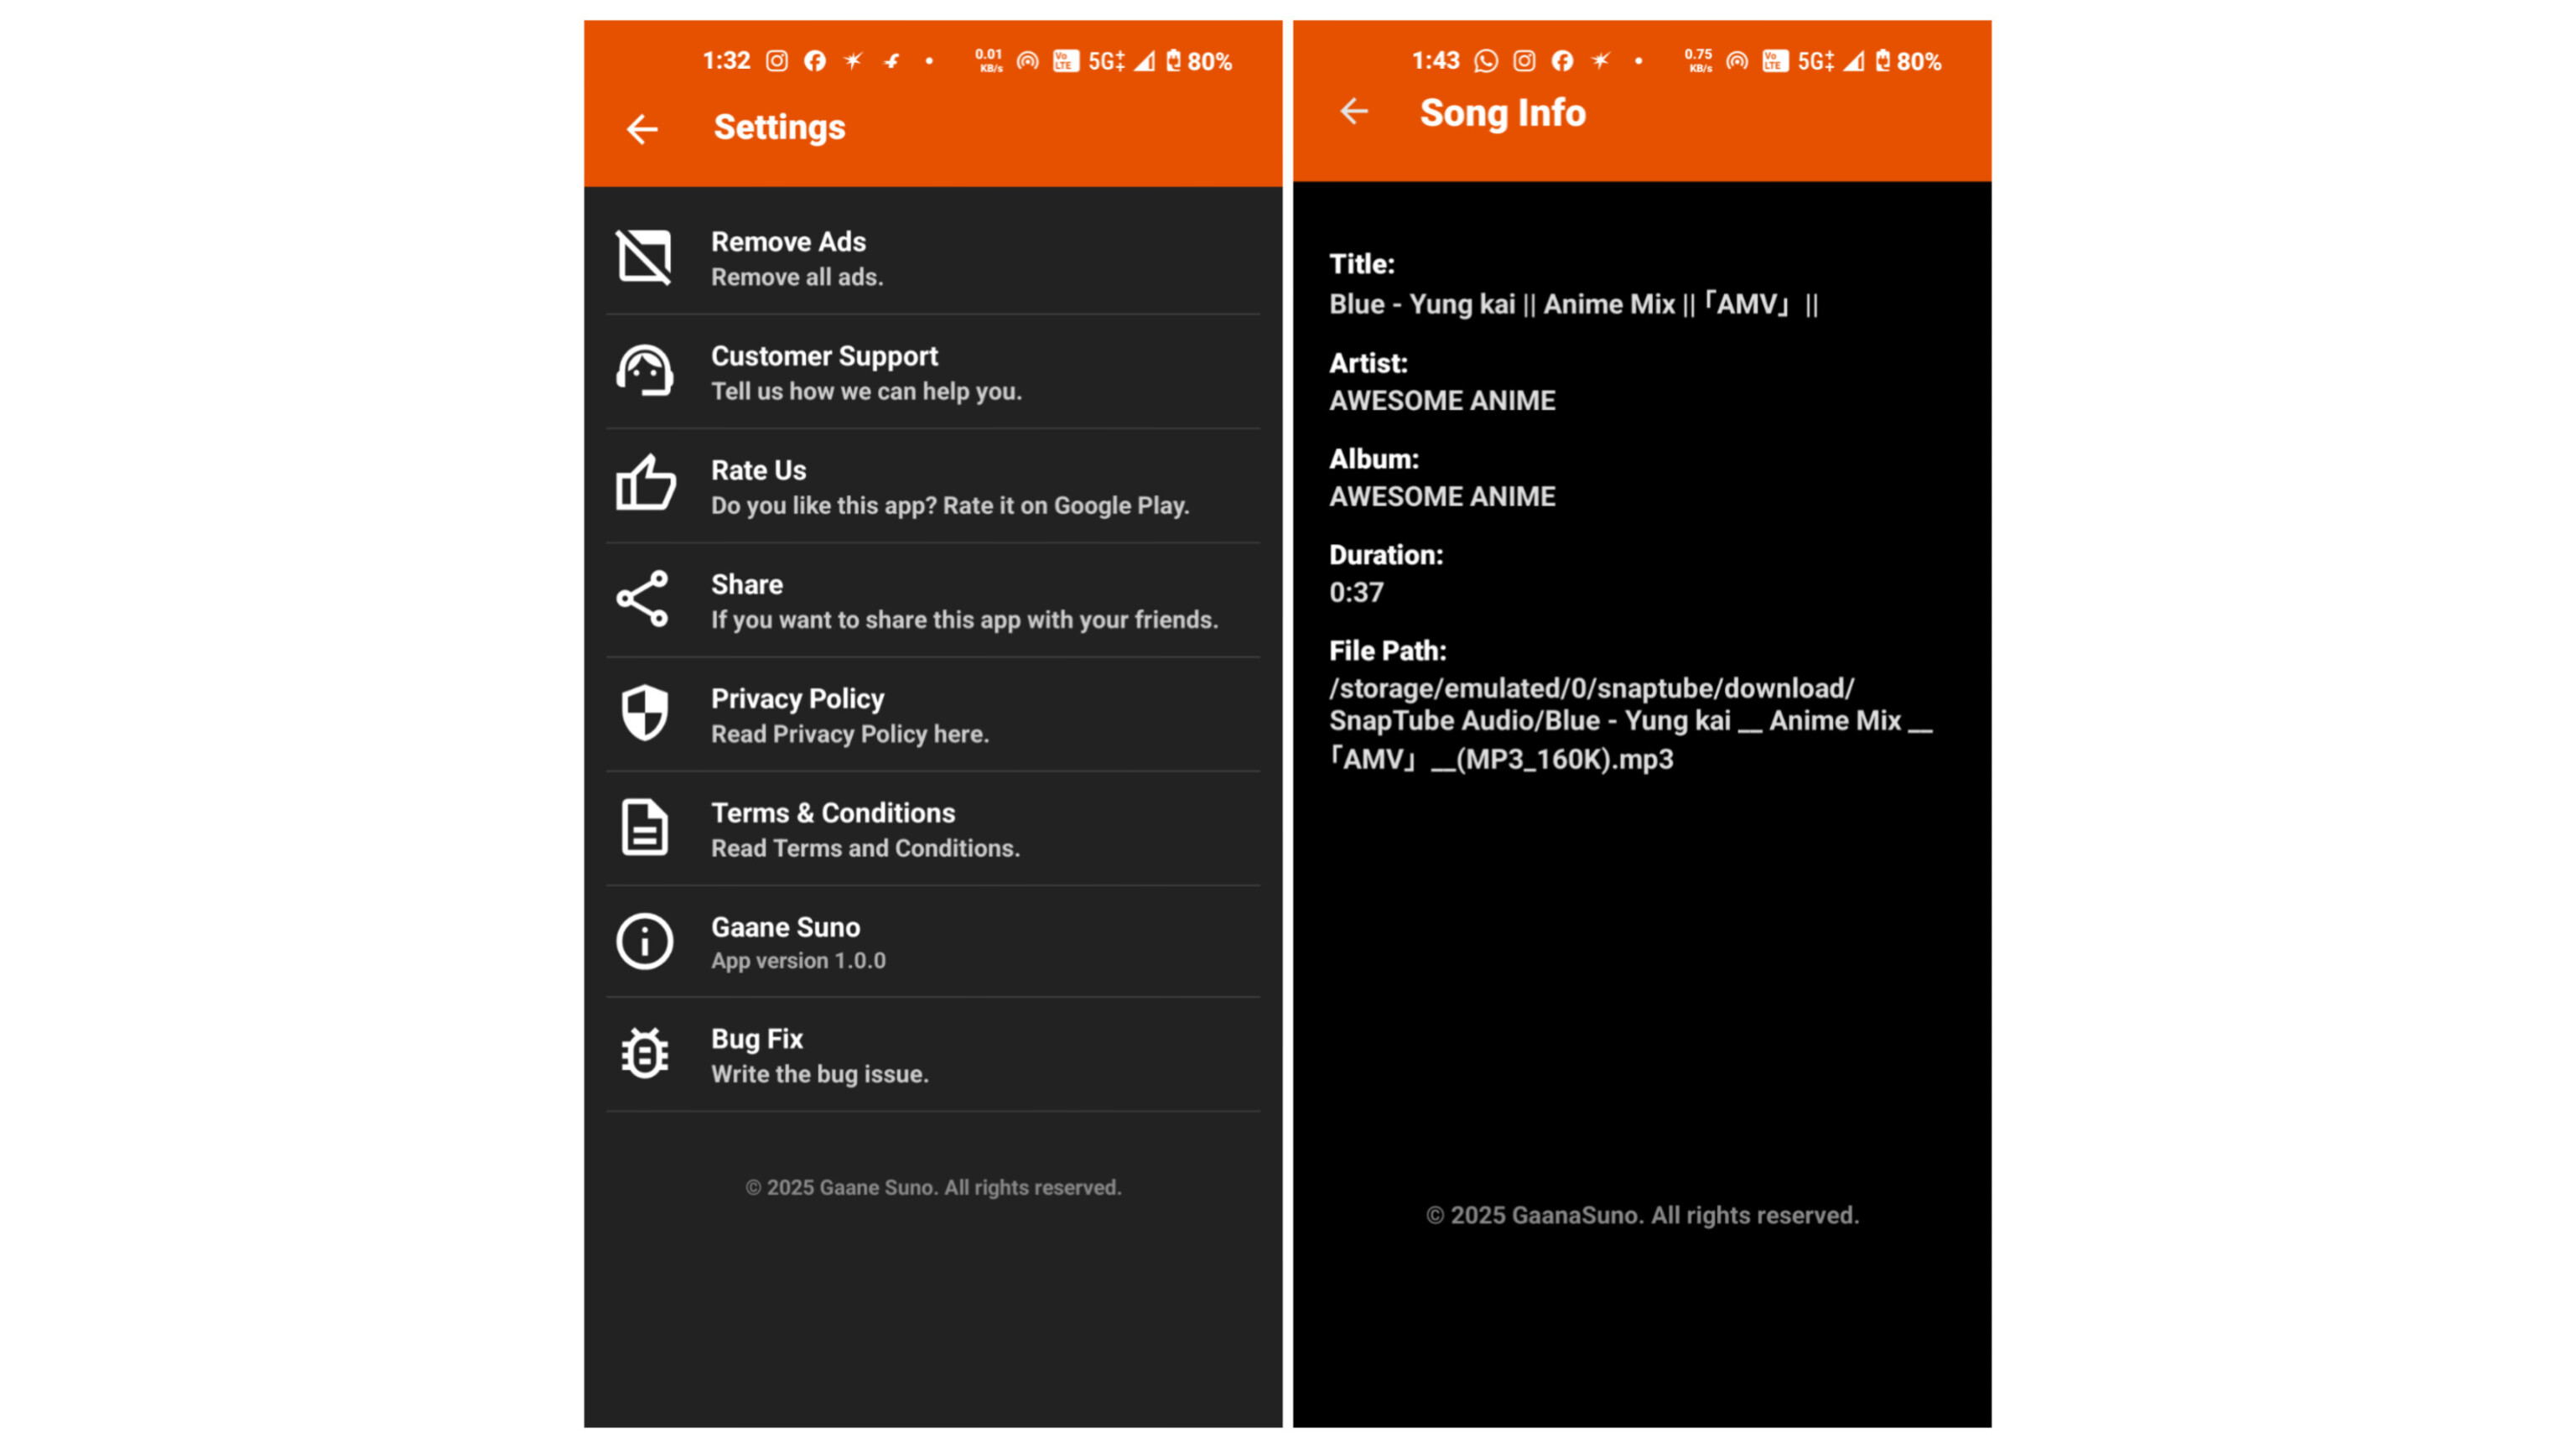 1:32 0.01 KB/s Vo LTE 5G 80%
Settings
Remove Ads
Remove all ads.
Customer Support
Tell us how we can help you.
Rate Us
Do you like this app? Rate it on Google Play.
Share
If you want to share this app with your friends.
Privacy Policy
Read Privacy Policy here.
Terms & Conditions
Read Terms and Conditions.
Gaane Suno
App version 1.0.0
Bug Fix
Write the bug issue.
© 2025 Gaane Suno. All rights reserved.
1:43 0.75 KB/s Vo LTE 5G 80%
Song Info
Title:
Blue - Yung kai || Anime Mix ||「AMV」||
Artist:
AWESOME ANIME
Album:
AWESOME ANIME
Duration:
0:37
File Path:
/storage/emulated/0/snaptube/download/
SnapTube Audio/Blue - Yung kai __ Anime Mix __
「AMV」__(MP3_160K).mp3
© 2025 GaanaSuno. All rights reserved.